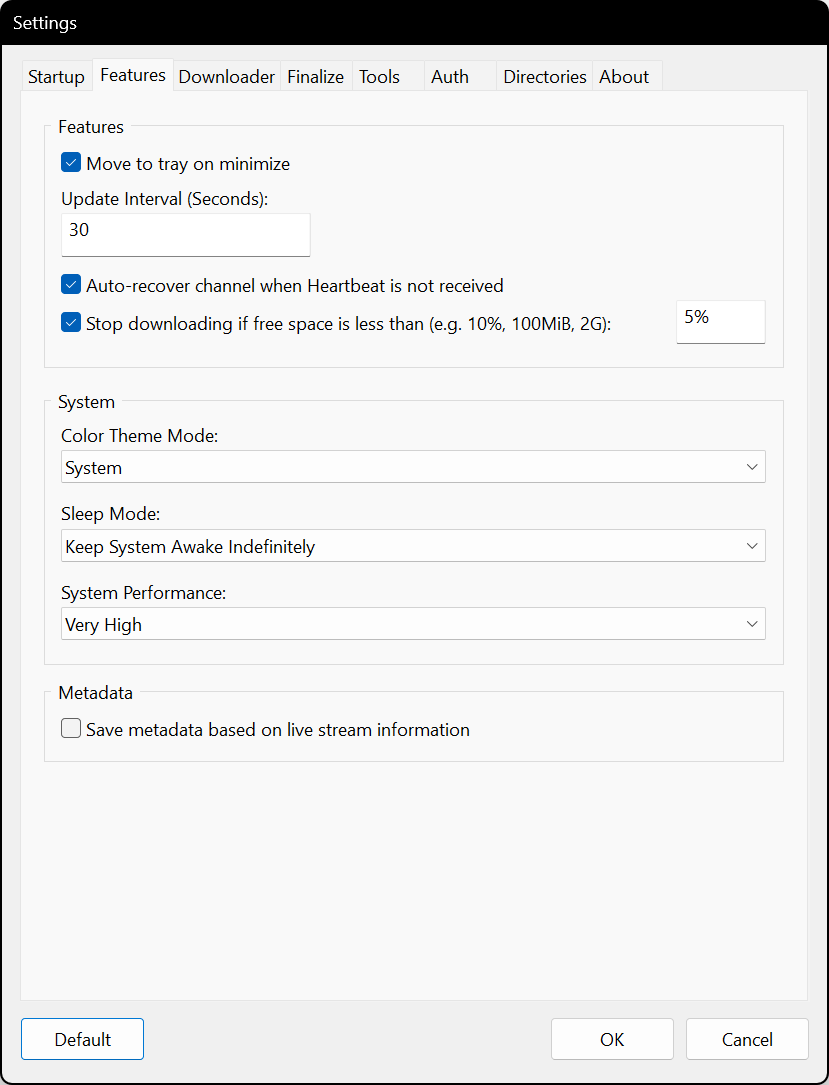 Settings
Startup Features Downloader Finalize Tools Auth Directories About
Features
Move to tray on minimize
Update Interval (Seconds):
30
Auto-recover channel when Heartbeat is not received
Stop downloading if free space is less than (e.g. 10%, 100MiB, 2G): 5%
System
Color Theme Mode:
System
Sleep Mode:
Keep System Awake Indefinitely
System Performance:
Very High
Metadata
Save metadata based on live stream information
Default OK Cancel